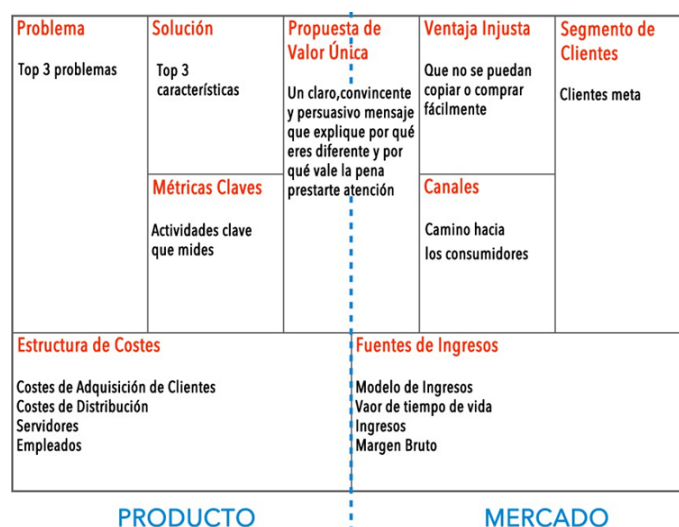 Problema
Top 3 problemas
Solución
Top 3
características
Métricas Claves
Actividades clave
que mides
Propuesta de
Valor Única
Un claro,convincente
y persuasivo mensaje
que explique por qué
eres diferente y por
qué vale la pena
prestarte atención
Ventaja Injusta
Que no se puedan
copiar o comprar
fácilmente
Canales
Camino hacia
los consumidores
Segmento de
Clientes
Clientes meta
Estructura de Costes
Costes de Adquisición de Clientes
Costes de Distribución
Servidores
Empleados
Fuentes de Ingresos
Modelo de Ingresos
Vaor de tiempo de vida
Ingresos
Margen Bruto
PRODUCTO
MERCADO